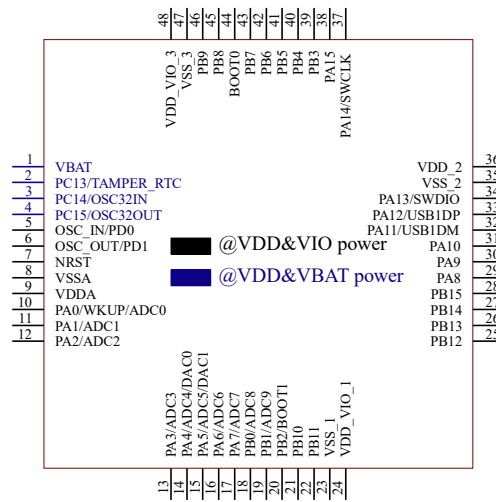 48
47
46
45
44
43
42
41
40
39
38
37
VDD_VIO_3
VSS_3
PB9
PB8
BOOT0
PB7
PB6
PB5
PB4
PB3
PA15
PA14/SWCLK
1 VBAT
2 PC13/TAMPER_RTC
3 PC14/OSC32IN
4 PC15/OSC32OUT
5 OSC_IN/PD0
6 OSC_OUT/PD1
7 NRST
8 VSSA
9 VDDA
10 PA0/WKUP/ADC0
11 PA1/ADC1
12 PA2/ADC2
@VDD&VIO power
@VDD&VBAT power
VDD_2 36
VSS_2 35
PA13/SWDIO 34
PA12/USB1DP 33
PA11/USB1DM 32
PA10 31
PA9 30
PA8 29
PB15 28
PB14 27
PB13 26
PB12 25
PA3/ADC3
PA4/ADC4/DAC0
PA5/ADC5/DAC1
PA6/ADC6
PA7/ADC7
PB0/ADC8
PB1/ADC9
PB2/BOOT1
PB10
PB11
VSS_1
VDD_VIO_1
13
14
15
16
17
18
19
20
21
22
23
24